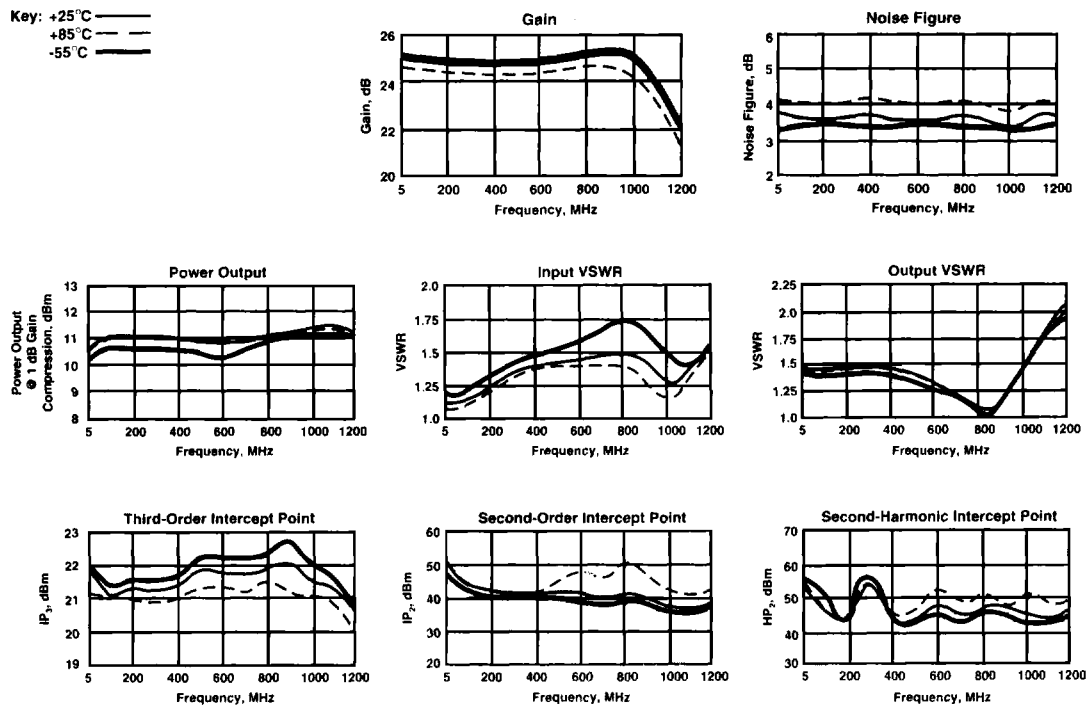 Key: +25°C
+85°C
-55°C
Gain
26
24
22
20
Gain, dB
5 200 400 600 800 1000 1200
Frequency, MHz
Noise Figure
6
5
4
3
2
Noise Figure, dB
5 200 400 600 800 1000 1200
Frequency, MHz
Power Output
13
12
11
10
9
8
Power Output
@ 1 dB Gain
Compression, dBm
5 200 400 600 800 1000 1200
Frequency, MHz
Input VSWR
2.0
1.75
1.5
1.25
1.0
VSWR
5 200 400 600 800 1000 1200
Frequency, MHz
Output VSWR
2.25
2.0
1.75
1.5
1.25
1.0
VSWR
5 200 400 600 800 1000 1200
Frequency, MHz
Third-Order Intercept Point
23
22
21
20
19
IP3, dBm
5 200 400 600 800 1000 1200
Frequency, MHz
Second-Order Intercept Point
60
50
40
30
20
IP2, dBm
5 200 400 600 800 1000 1200
Frequency, MHz
Second-Harmonic Intercept Point
70
60
50
40
30
HP2, dBm
5 200 400 600 800 1000 1200
Frequency, MHz